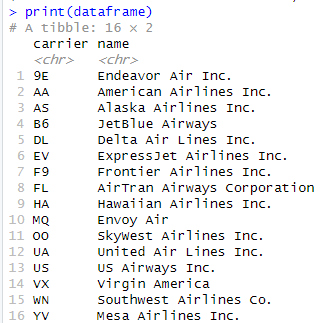 > print(dataframe)
# A tibble: 16 × 2
carrier name
<chr> <chr>
1 9E Endeavor Air Inc.
2 AA American Airlines Inc.
3 AS Alaska Airlines Inc.
4 B6 JetBlue Airways
5 DL Delta Air Lines Inc.
6 EV ExpressJet Airlines Inc.
7 F9 Frontier Airlines Inc.
8 FL AirTran Airways Corporation
9 HA Hawaiian Airlines Inc.
10 MQ Envoy Air
11 OO SkyWest Airlines Inc.
12 UA United Air Lines Inc.
13 US US Airways Inc.
14 VX Virgin America
15 WN Southwest Airlines Co.
16 YV Mesa Airlines Inc.